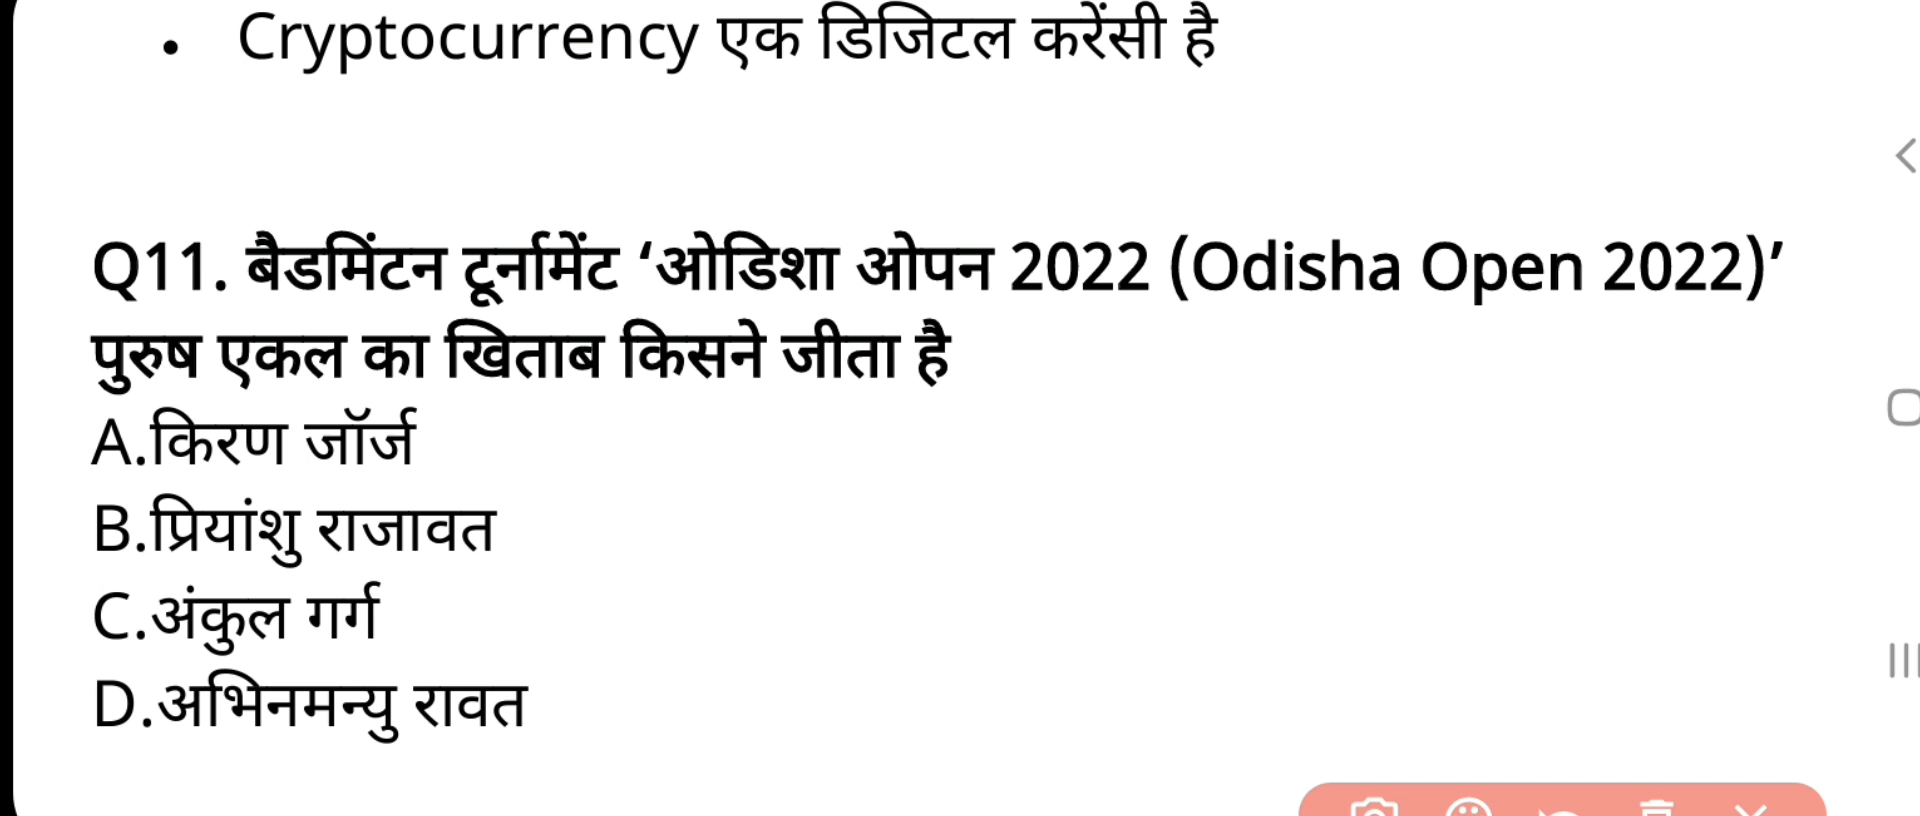 • Cryptocurrency एक डिजिटल करेंसी है
Q11. बैडमिंटन टूर्नामेंट ‘ओडिशा ओपन 2022 (Odisha Open 2022)’
पुरुष एकल का खिताब किसने जीता है
A.किरण जॉर्ज
B.प्रियांशु राजावत
C.अंकुल गर्ग
D.अभिनमन्यु रावत